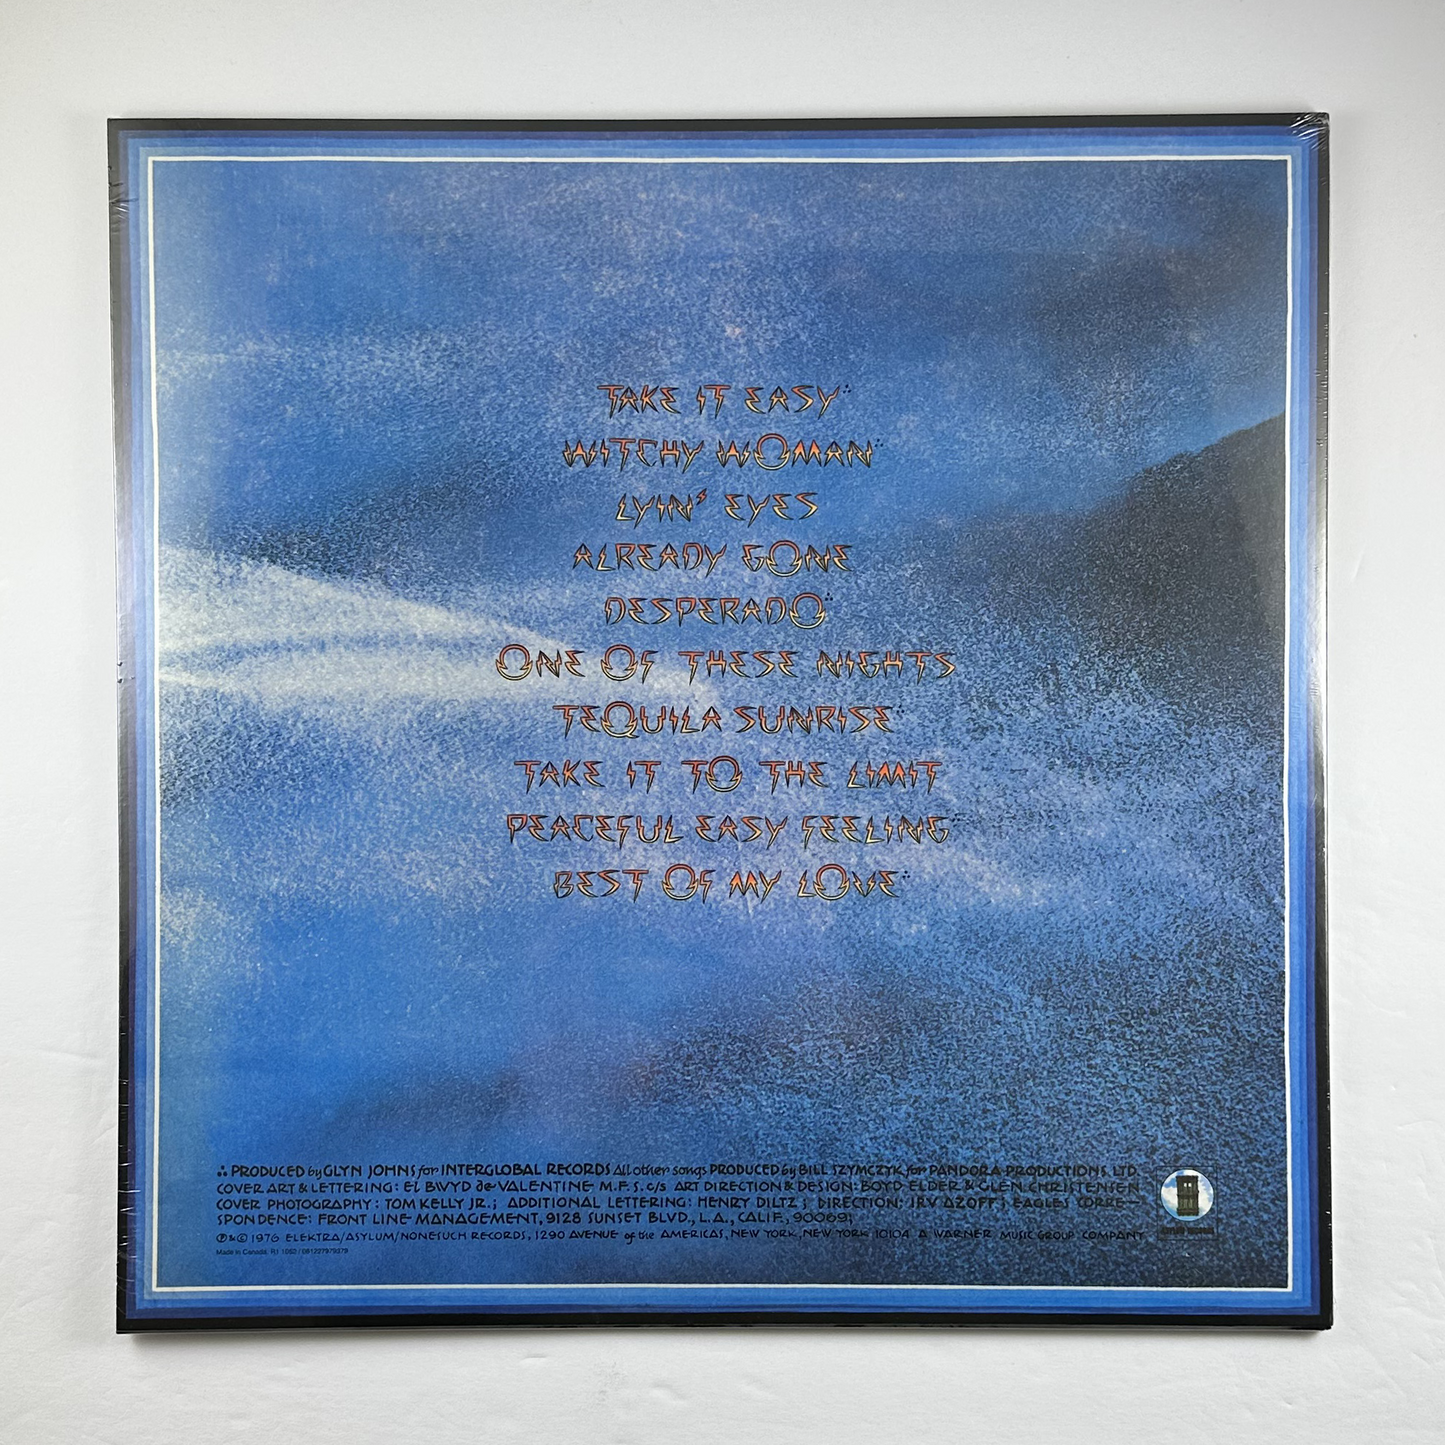 TAKE IT EASY∴
WITCHY WOMAN∴
LYIN' EYES
ALREADY GONE
DESPERADO∴
ONE OF THESE NIGHTS
TEQUILA SUNRISE∴
TAKE IT TO THE LIMIT
PEACEFUL EASY FEELING∴
BEST OF MY LOVE∴
∴ PRODUCED by GLYN JOHNS for INTERGLOBAL RECORDS All other songs PRODUCED by BILL SZYMCZYK for PANDORA PRODUCTIONS LTD.
COVER ART & LETTERING: El BWYD de VALENTINE M.F.S. c/s ART DIRECTION & DESIGN: BOYD ELDER & GLEN CHRISTENSEN
COVER PHOTOGRAPHY: TOM KELLY JR.; ADDITIONAL LETTERING: HENRY DILTZ; DIRECTION: IRV AZOFF; EAGLES CORRE—
SPONDENCE: FRONT LINE MANAGEMENT, 9128 SUNSET BLVD., L.A., CALIF., 90069;
℗&© 1976 ELEKTRA/ASYLUM/NONESUCH RECORDS, 1290 AVENUE of the AMERICAS, NEW YORK, NEW YORK 10104 A WARNER MUSIC GROUP COMPANY
Made in Canada. R1 1052 / 081227979379